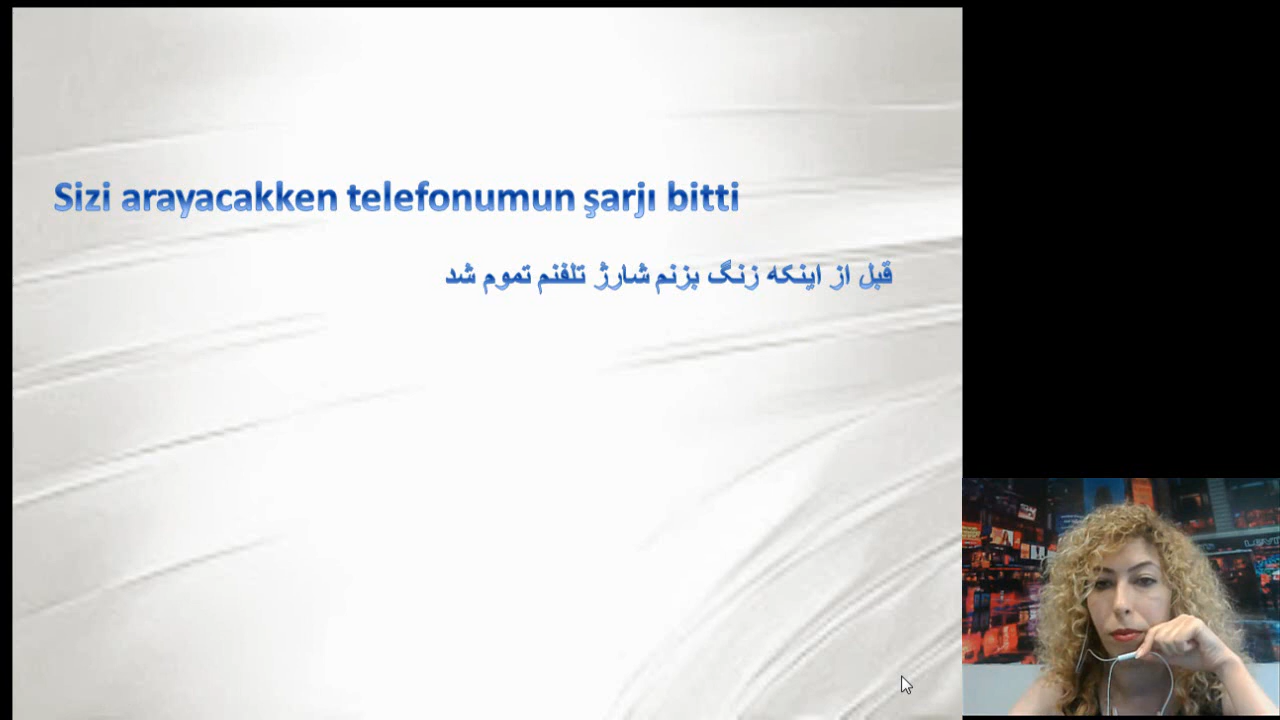 Sizi arayacakken telefonumun şarjı bitti
قبل از اینکه زنگ بزنم شارژ تلفنم تموم شد